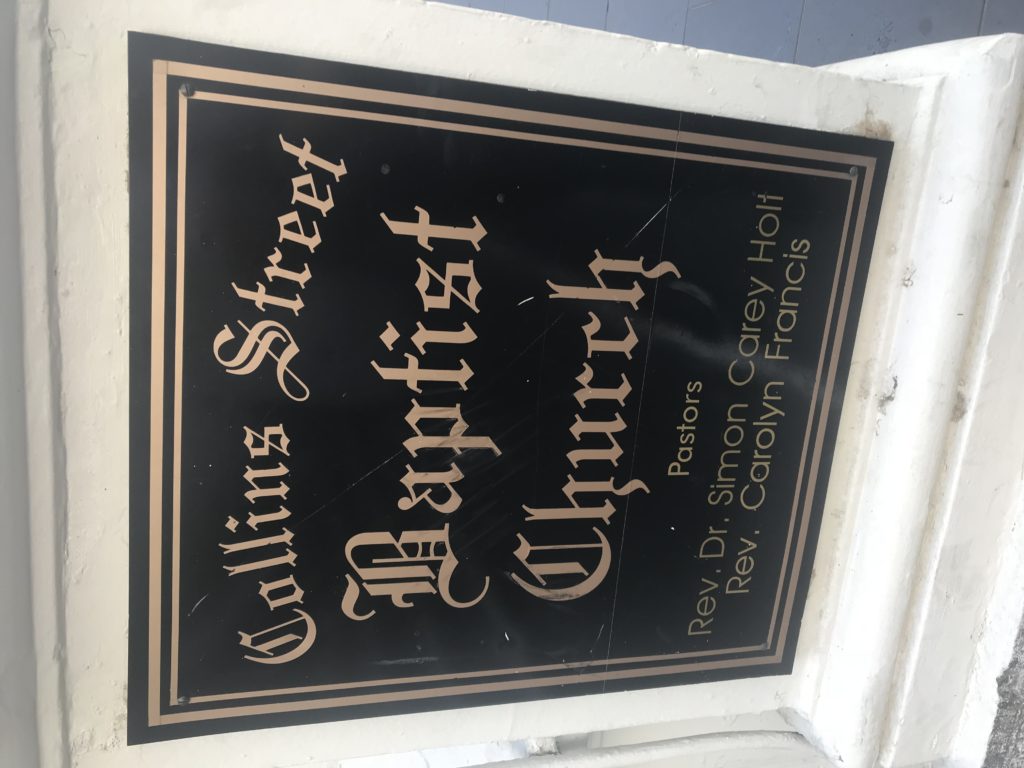 Collins Street
Baptist
Church
Pastors
Rev. Dr. Simon Carey Holt
Rev. Carolyn Francis